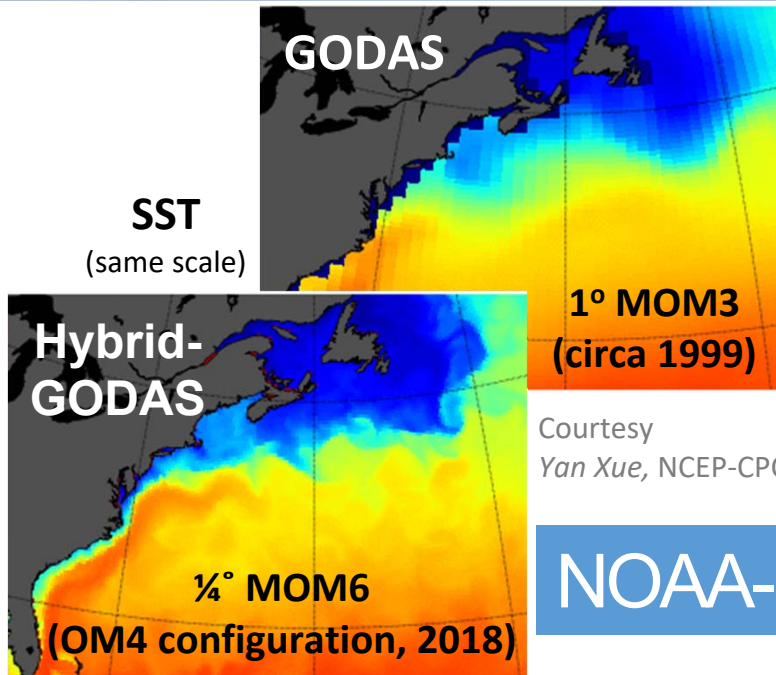 GODAS
SST
(same scale)
1º MOM3
(circa 1999)
Hybrid-
GODAS
Courtesy
Yan Xue, NCEP-CPC
¼˚ MOM6
(OM4 configuration, 2018)
NOAA-